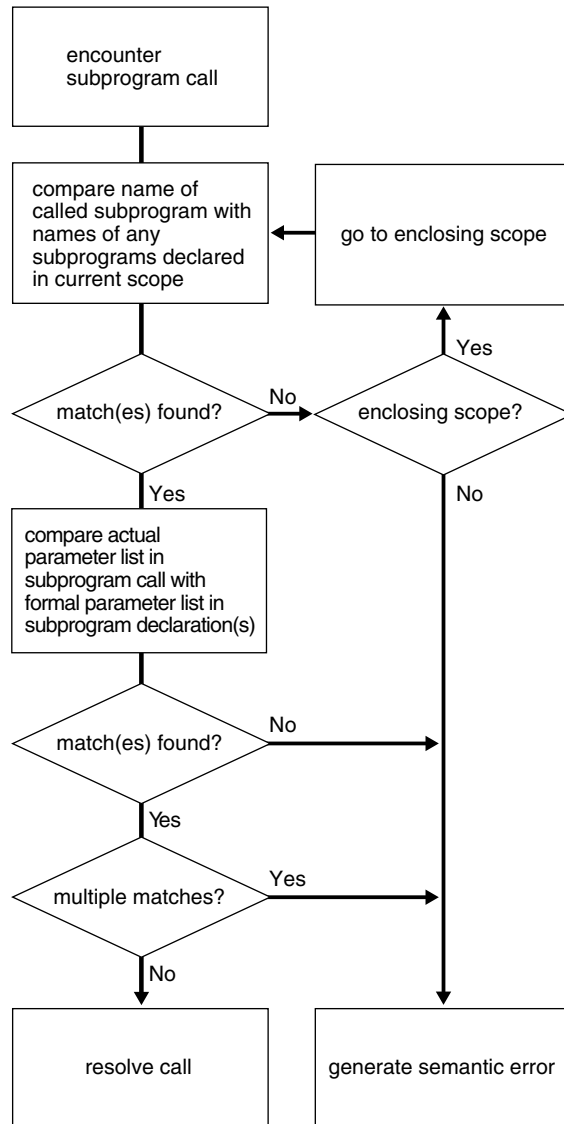 encounter
subprogram call
compare name of
called subprogram with
names of any
subprograms declared
in current scope
go to enclosing scope
Yes
match(es) found?
No
enclosing scope?
Yes
No
compare actual
parameter list in
subprogram call with
formal parameter list in
subprogram declaration(s)
match(es) found?
No
Yes
multiple matches?
Yes
No
resolve call
generate semantic error